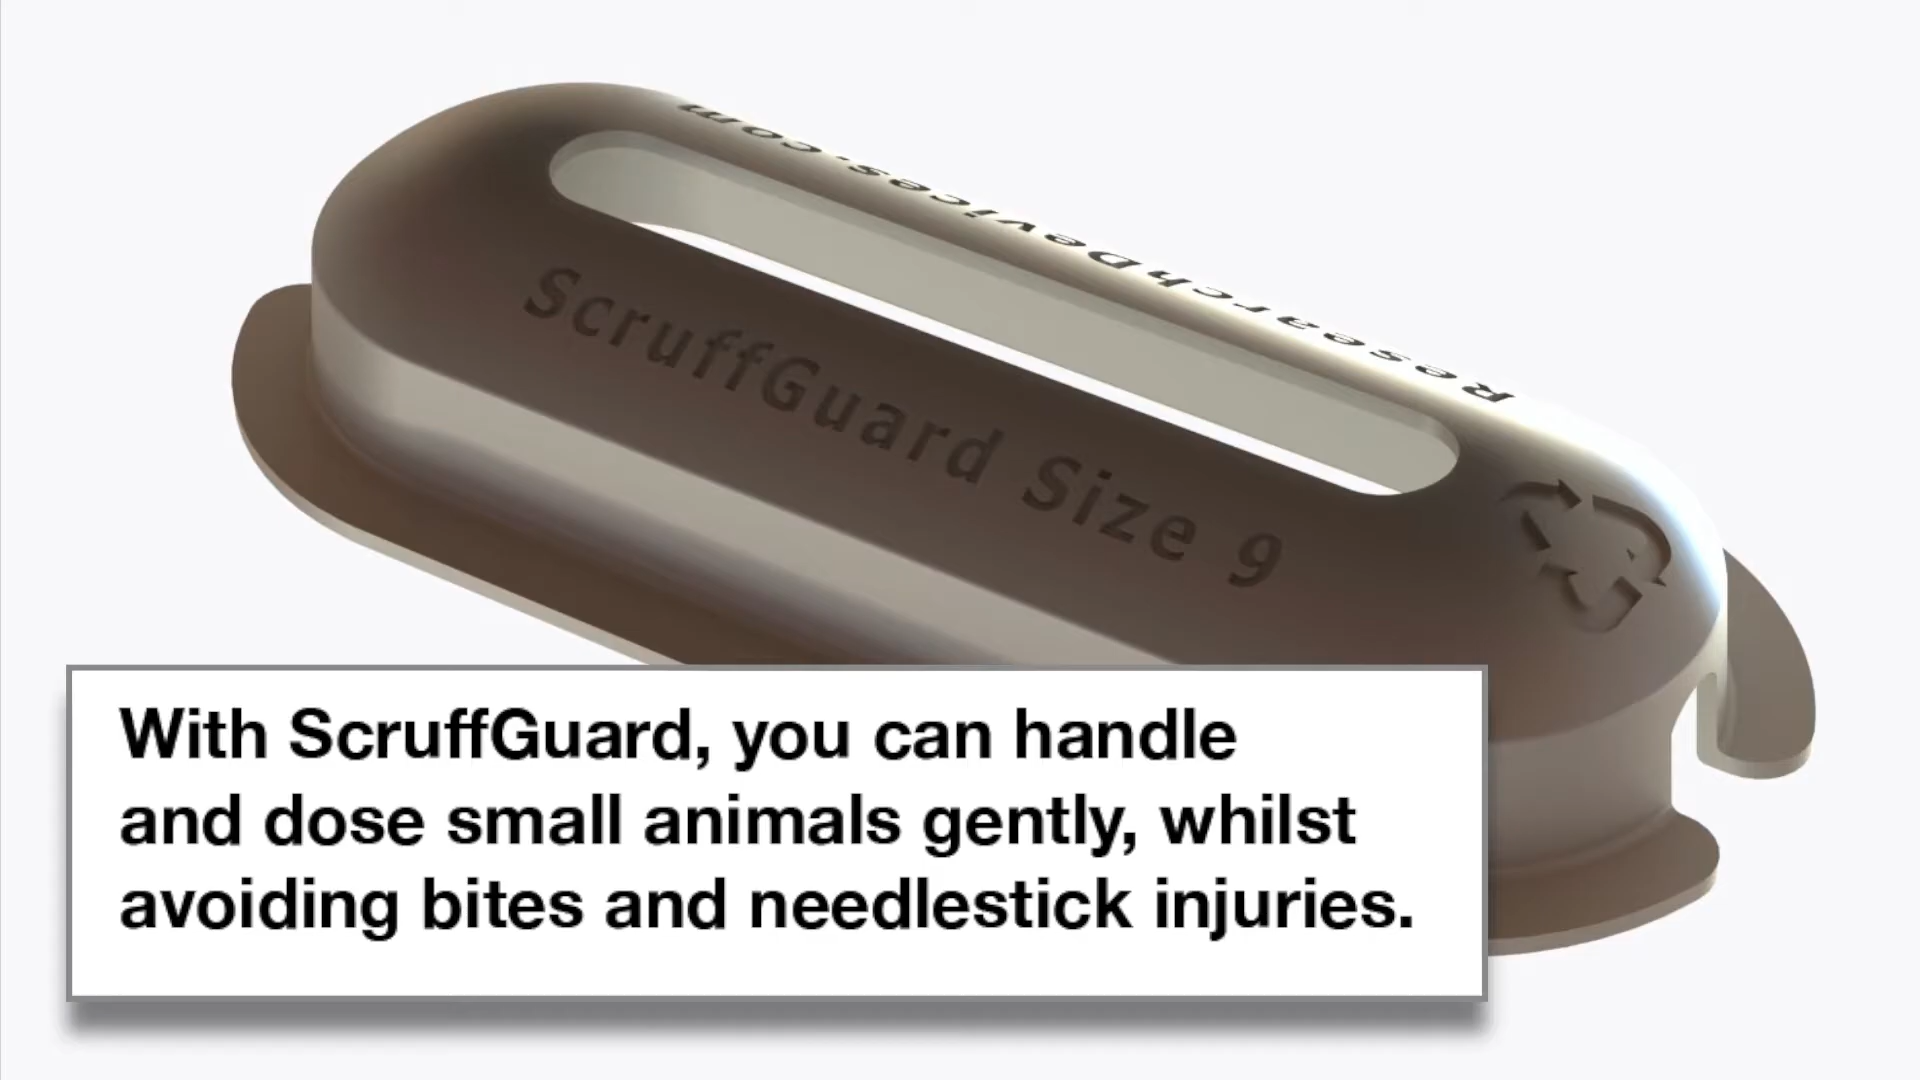 ResearchDevices.com
ScruffGuard Size 9
With ScruffGuard, you can handle
and dose small animals gently, whilst
avoiding bites and needlestick injuries.